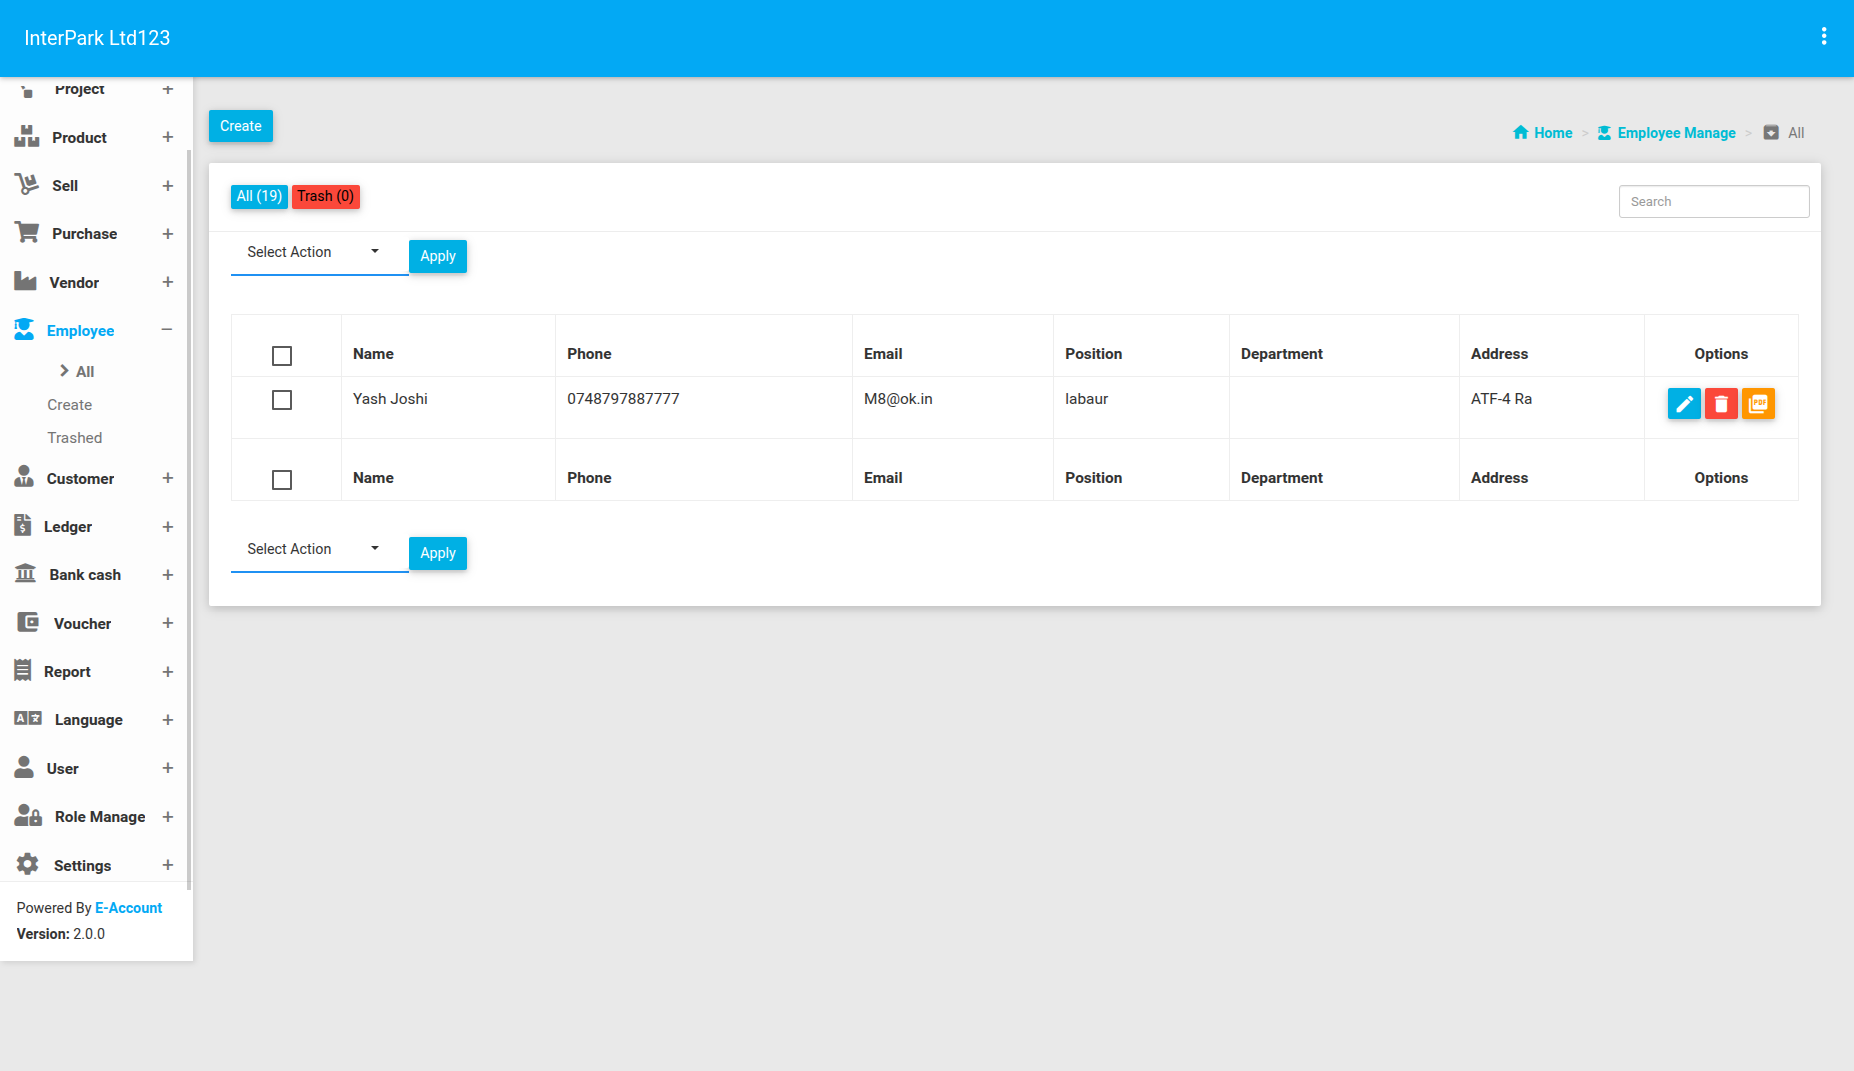 InterPark Ltd123
Project
Product
Sell
Purchase
Vendor
Employee
All
Create
Trashed
Customer
Ledger
Bank cash
Voucher
Report
Language
User
Role Manage
Settings
Powered By E-Account
Version: 2.0.0
Create
Home > Employee Manage > All
All (19) Trash (0)
Search
Select Action Apply
Name Phone Email Position Department Address Options
Yash Joshi 0748797887777 M8@ok.in labaur ATF-4 Ra PDF
Name Phone Email Position Department Address Options
Select Action Apply